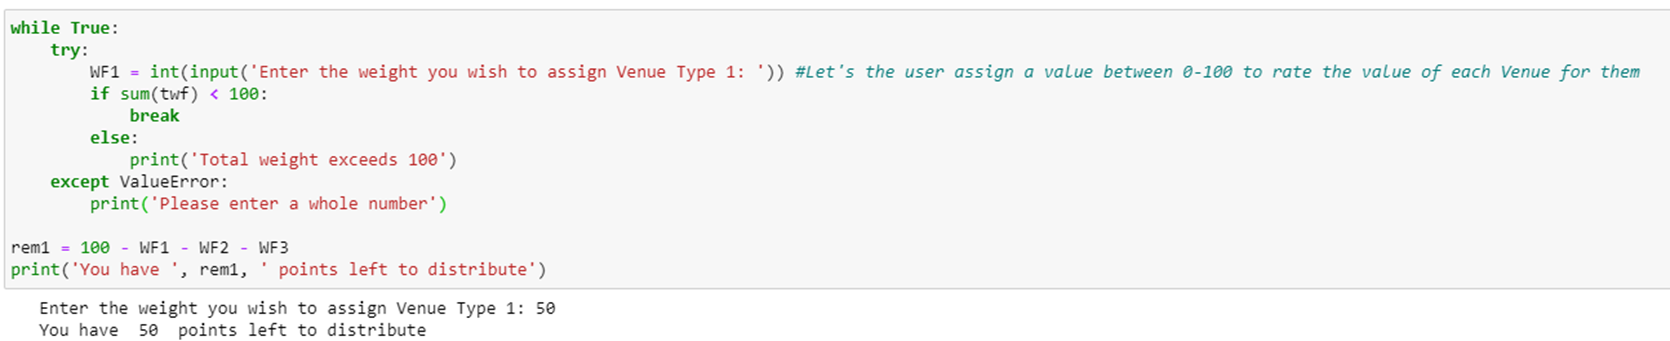 while True:
    try:
        WF1 = int(input('Enter the weight you wish to assign Venue Type 1: ')) #Let's the user assign a value between 0-100 to rate the value of each Venue for them
        if sum(twf) < 100:
            break
        else:
            print('Total weight exceeds 100')
    except ValueError:
        print('Please enter a whole number')
rem1 = 100 - WF1 - WF2 - WF3
print('You have ', rem1, ' points left to distribute')
Enter the weight you wish to assign Venue Type 1: 50
You have  50  points left to distribute